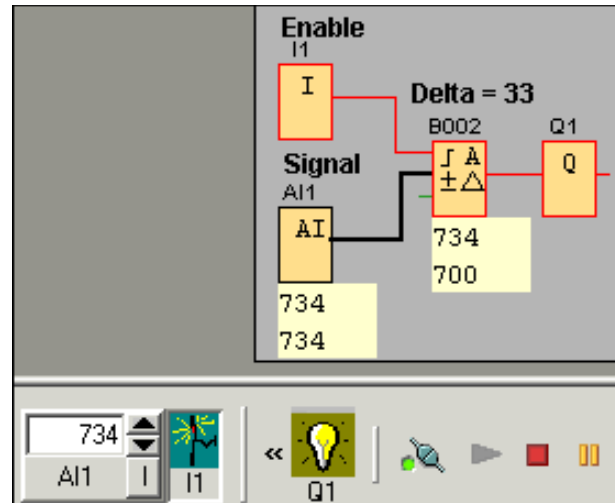 Enable
I1
I
Delta = 33
B002
Q1
A
Q
Signal
AI1
AI
734
700
734
734
734
AI1
I
I1
«
Q1